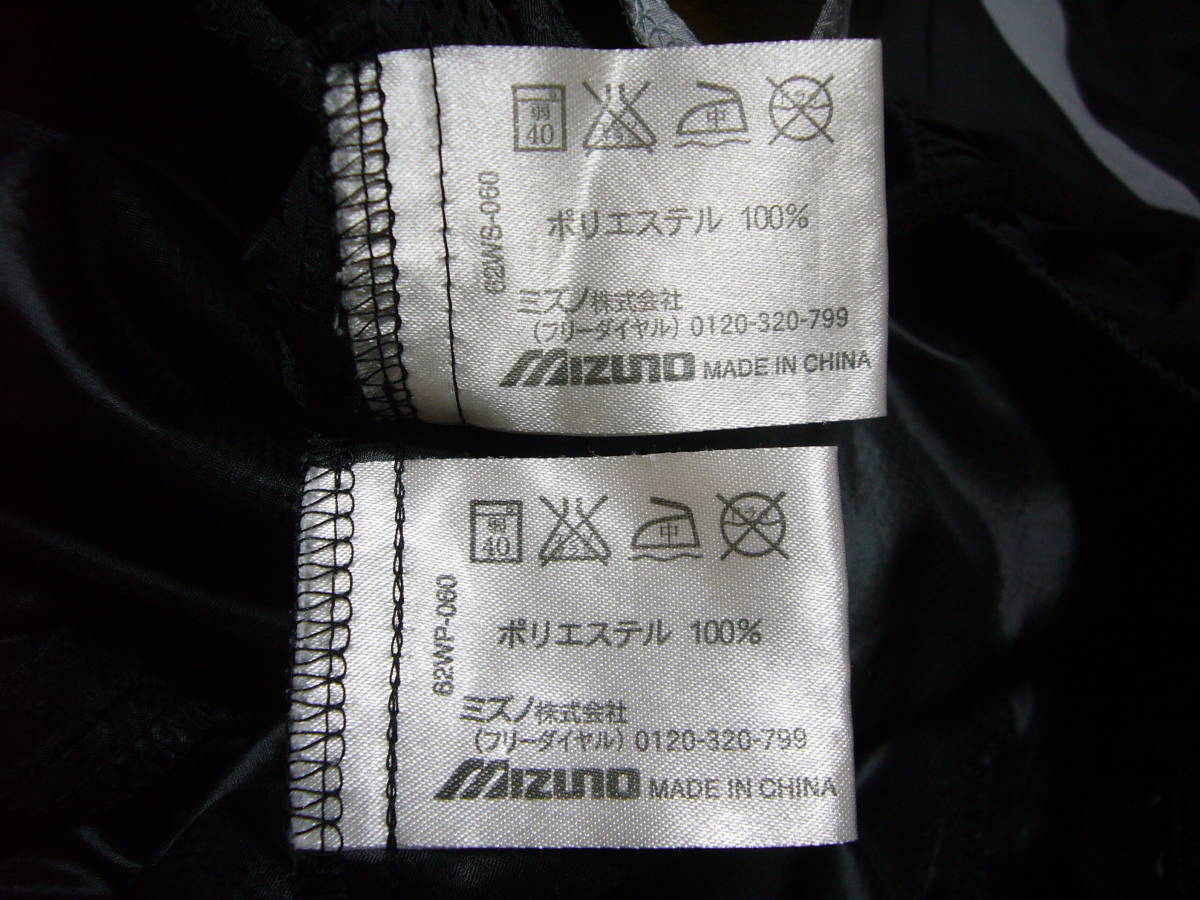 弱
40
中
62WS-060
ポリエステル 100%
ミズノ株式会社
(フリーダイヤル) 0120-320-799
MIZUNO MADE IN CHINA
弱
40
中
62WP-060
ポリエステル 100%
ミズノ株式会社
(フリーダイヤル) 0120-320-799
MIZUNO MADE IN CHINA